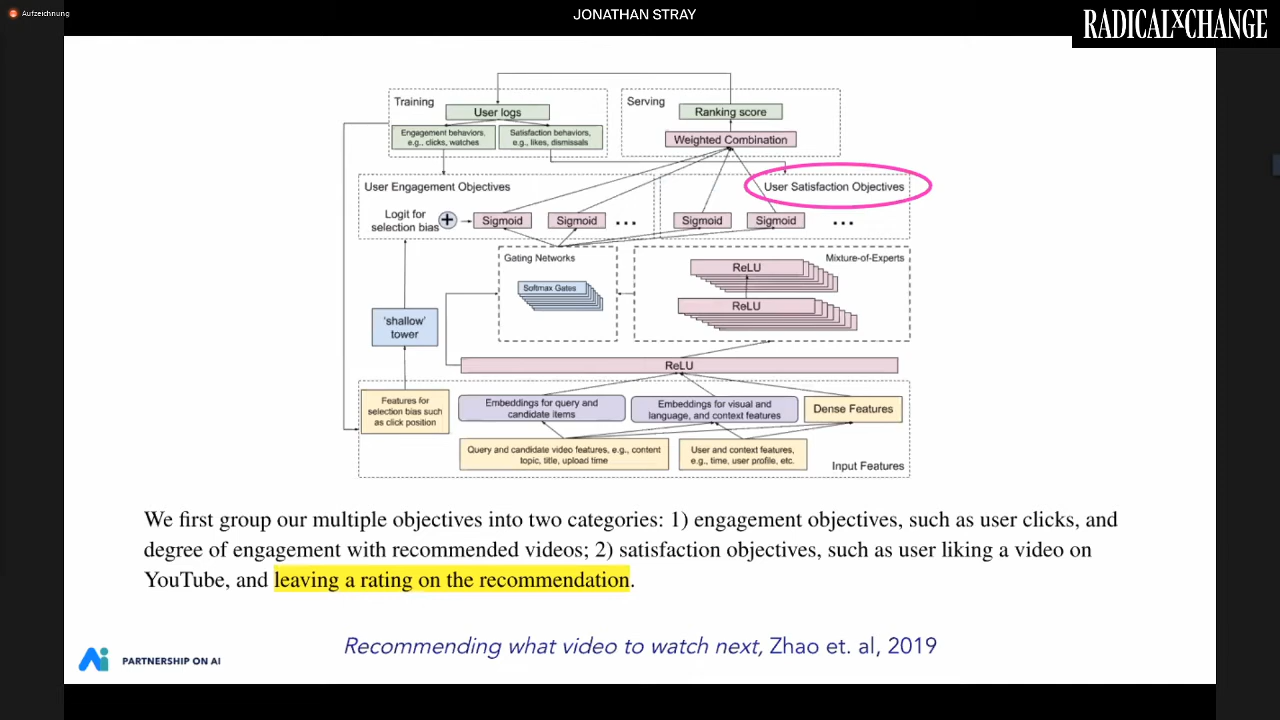 Aufzeichnung
JONATHAN STRAY
RADICALXCHANGE
Training
User logs
Engagement behaviors,
e.g., clicks, watches
Satisfaction behaviors,
e.g., likes, dismissals
Serving
Ranking score
Weighted Combination
User Engagement Objectives
User Satisfaction Objectives
Logit for
selection bias
+
Sigmoid
Sigmoid
...
Sigmoid
Sigmoid
...
Gating Networks
Softmax Gates
Mixture-of-Experts
ReLU
ReLU
'shallow'
tower
ReLU
Features for
selection bias such
as click position
Embeddings for query and
candidate items
Embeddings for visual and
language, and context features
Dense Features
Query and candidate video features, e.g., content
topic, title, upload time
User and context features,
e.g., time, user profile, etc.
Input Features
We first group our multiple objectives into two categories: 1) engagement objectives, such as user clicks, and
degree of engagement with recommended videos; 2) satisfaction objectives, such as user liking a video on
YouTube, and leaving a rating on the recommendation.
Recommending what video to watch next, Zhao et. al, 2019
Ai PARTNERSHIP ON AI